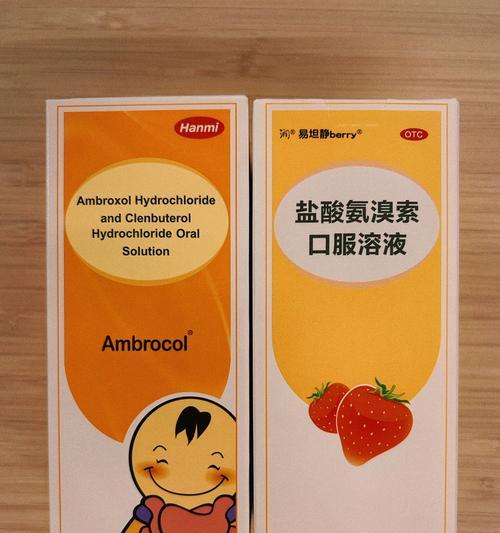 Hanmi
Ambroxol Hydrochloride
and Clenbuterol
Hydrochloride Oral
Solution
Ambrocol®
润® 易坦静berry®
OTC
盐酸氨溴索
口服溶液